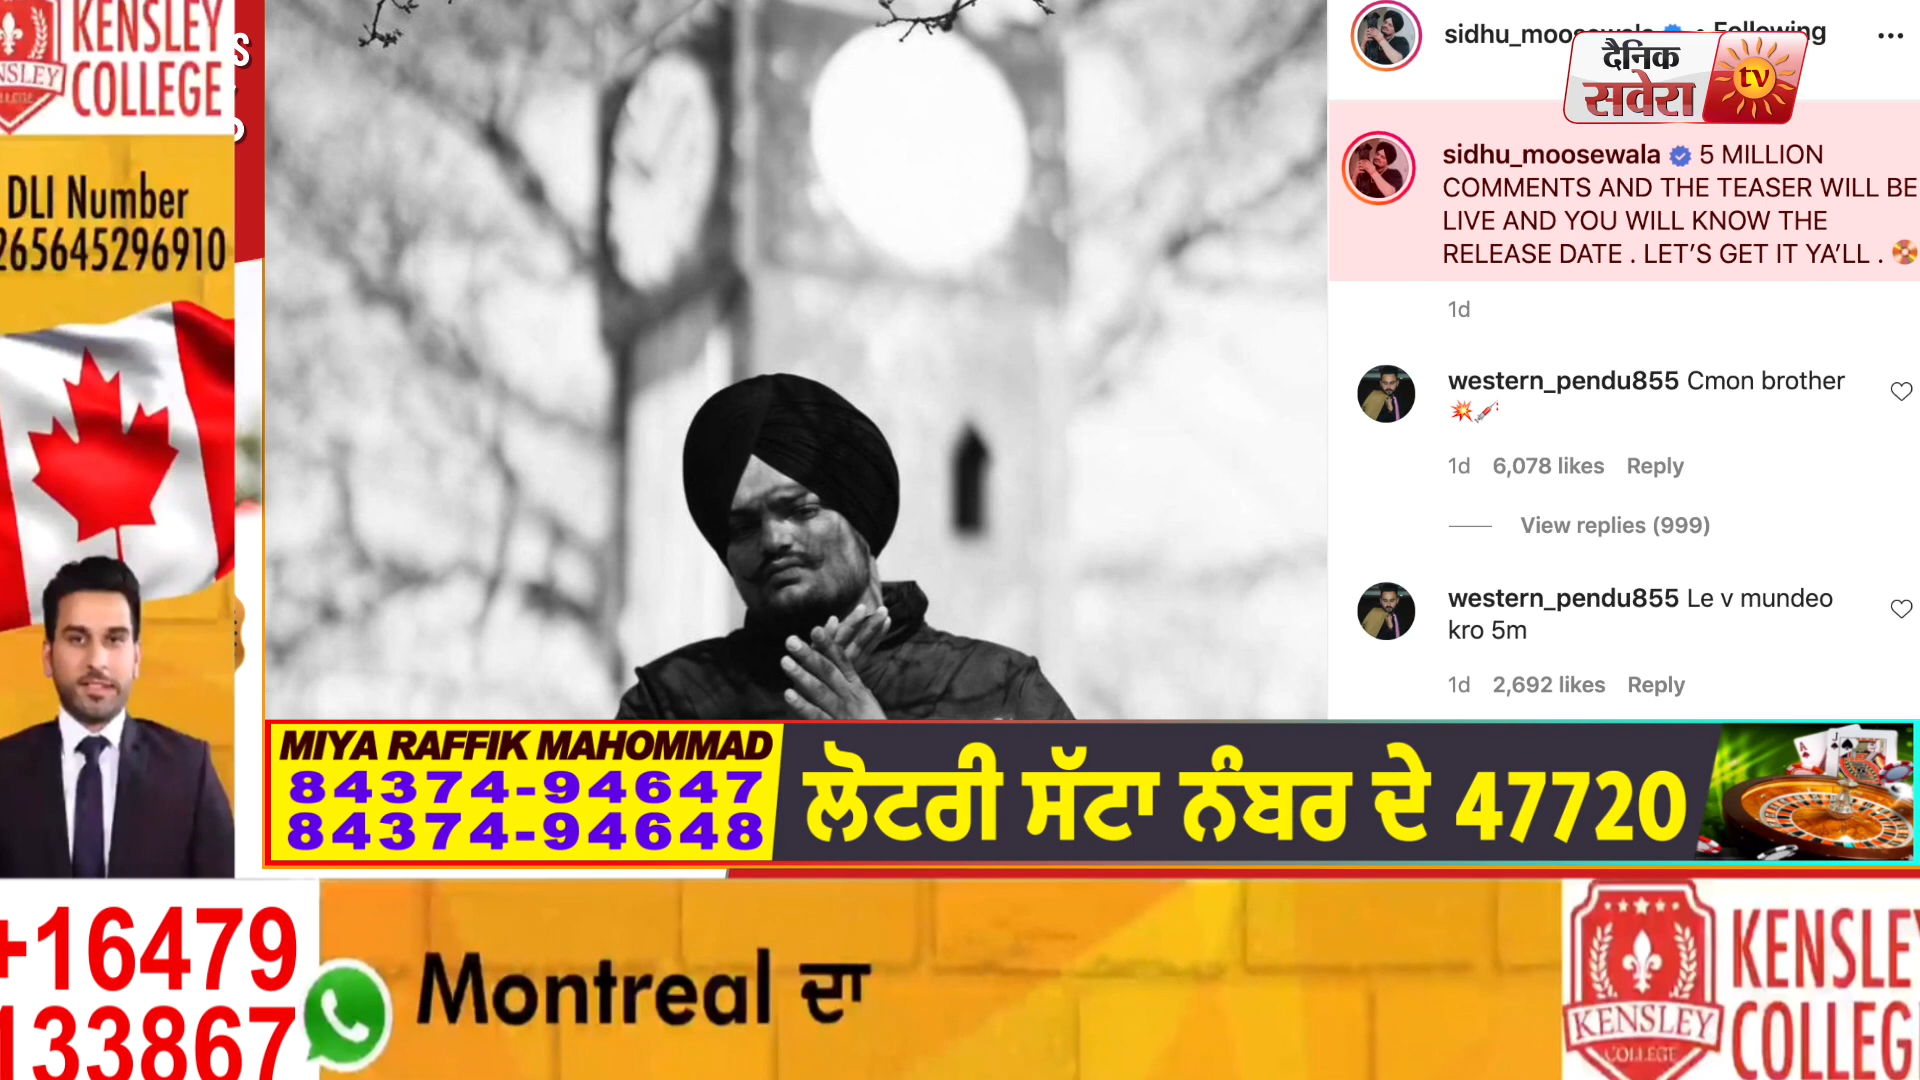 KENSLEY
COLLEGE
DLI Number
265645296910
sidhu_moosewala • Following
दैनिक
सवेरा
tv
sidhu_moosewala 5 MILLION
COMMENTS AND THE TEASER WILL BE
LIVE AND YOU WILL KNOW THE
RELEASE DATE . LET’S GET IT YA’LL .
1d
western_pendu855 Cmon brother
1d 6,078 likes Reply
View replies (999)
western_pendu855 Le v mundeo
kro 5m
1d 2,692 likes Reply
MIYA RAFFIK MAHOMMAD
84374-94647
84374-94648
ਲੋਟਰੀ ਸੱਟਾ ਨੰਬਰ ਦੇ 47720
+16479
133867
Montreal ਦਾ
KENSLEY
COLLEGE
KENSLEY
COLLEG